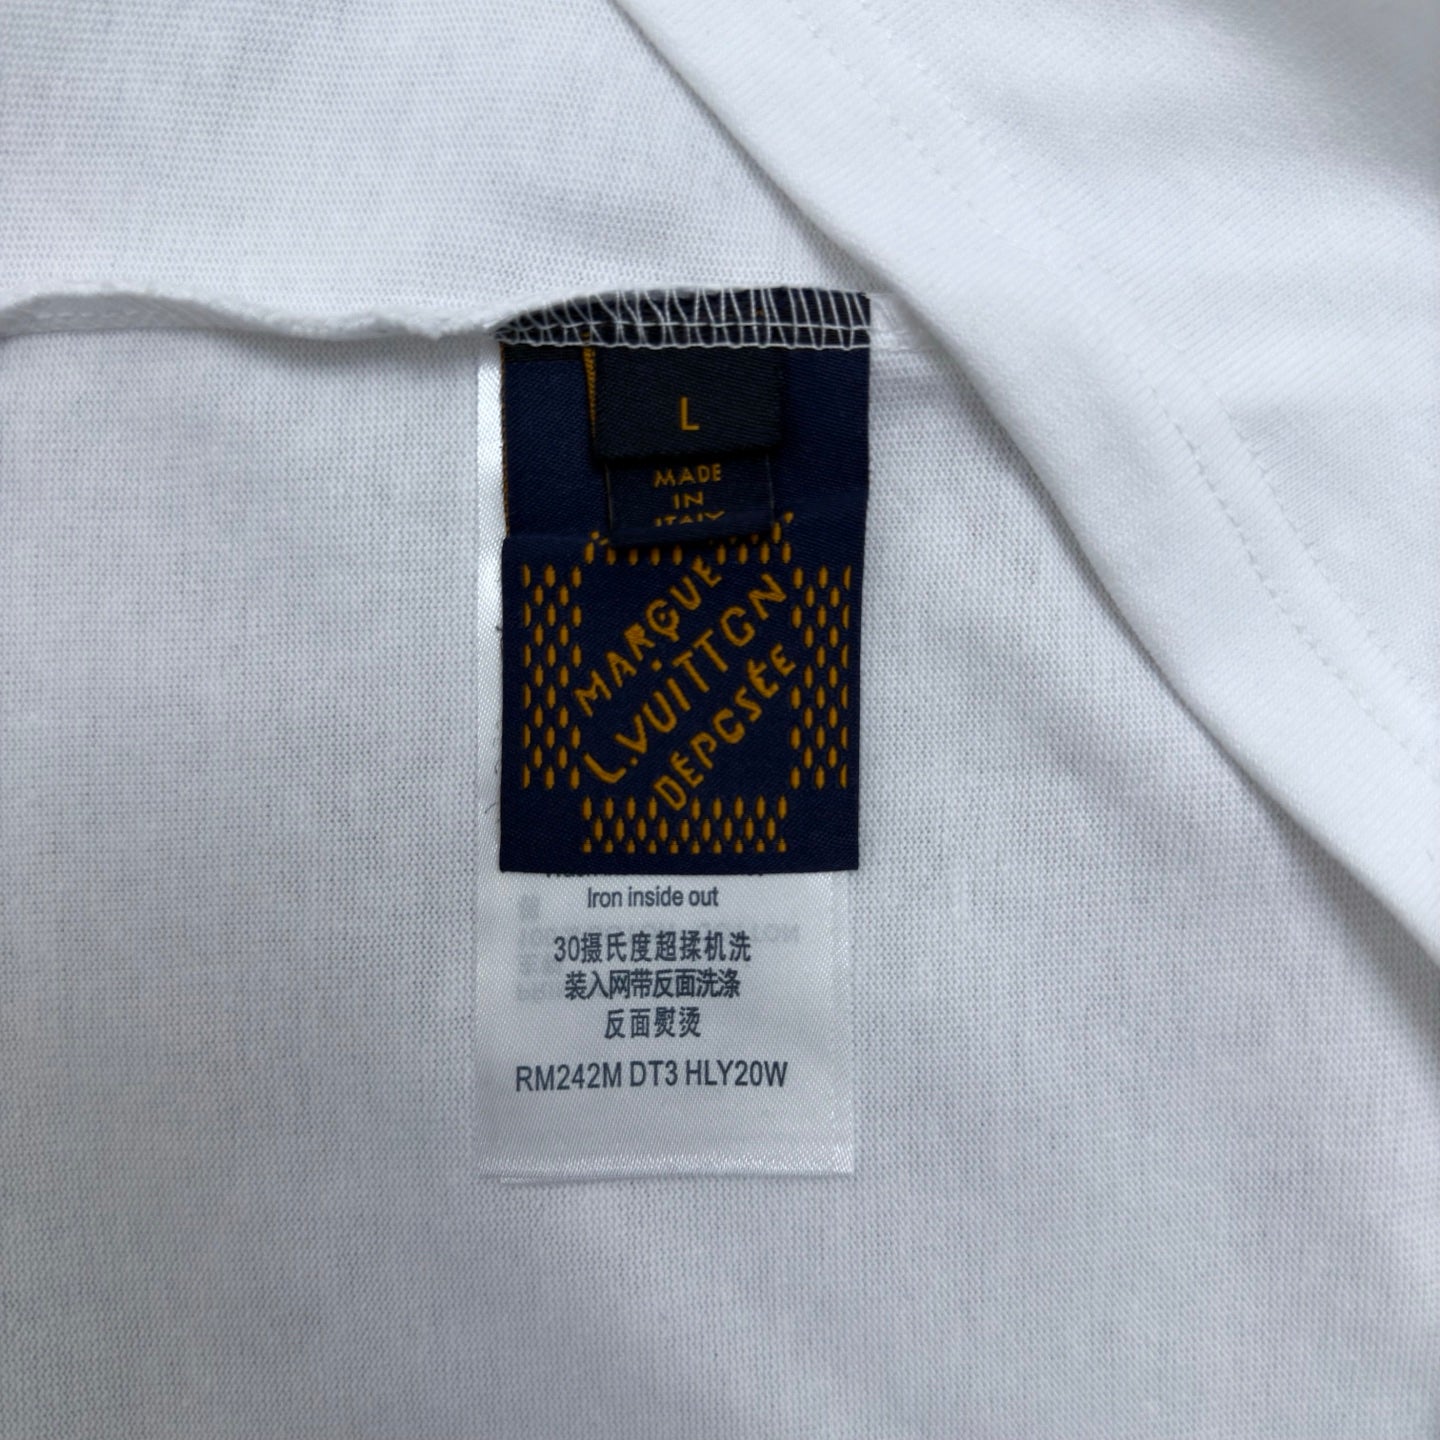 L
MADE
IN
ITALY
MARQUE
L.VUITTON
DÉPOSÉE
Iron inside out
30摄氏度超揉机洗
装入网带反面洗涤
反面熨烫
RM242M DT3 HLY20W